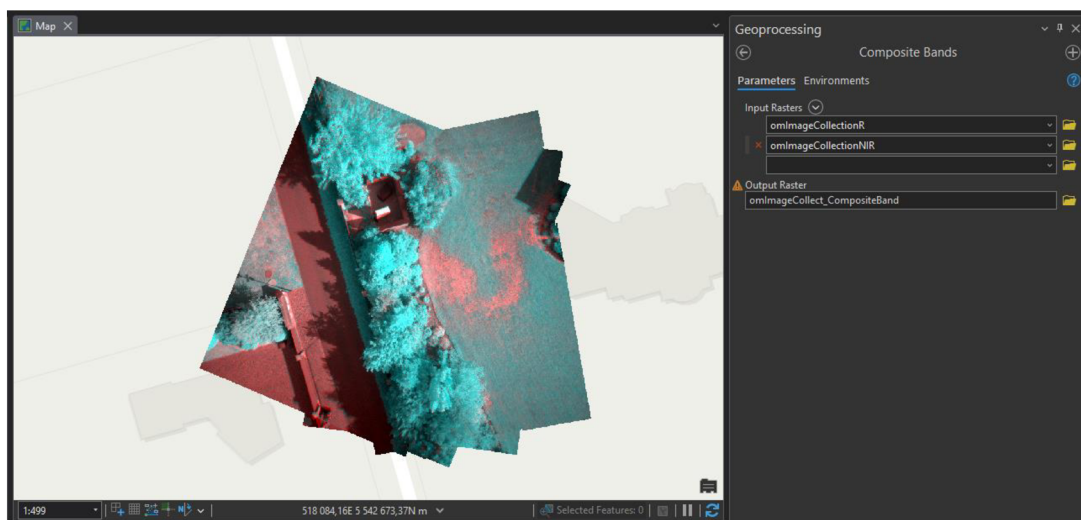 Map
Geoprocessing
Composite Bands
Parameters Environments
Input Rasters
omImageCollectionR
omImageCollectionNIR
Output Raster
omImageCollect_CompositeBand
1:499
518 084,16E 5 542 673,37N m
Selected Features: 0